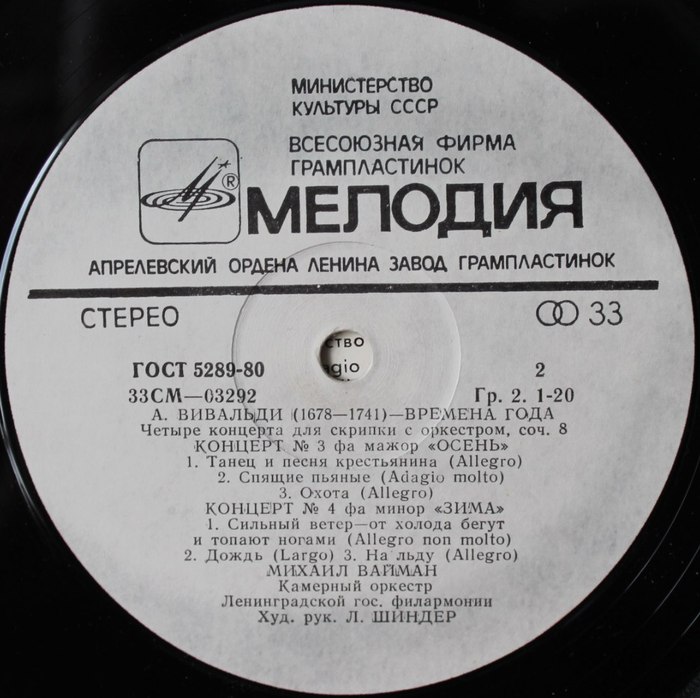 МИНИСТЕРСТВО
КУЛЬТУРЫ СССР
ВСЕСОЮЗНАЯ ФИРМА
ГРАМПЛАСТИНОК
® МЕЛОДИЯ
АПРЕЛЕВСКИЙ ОРДЕНА ЛЕНИНА ЗАВОД ГРАМПЛАСТИНОК
СТЕРЕО 33
ство
agio
ГОСТ 5289-80 2
33СМ—03292 Гр. 2. 1-20
А. ВИВАЛЬДИ (1678—1741)—ВРЕМЕНА ГОДА
Четыре концерта для скрипки с оркестром, соч. 8
КОНЦЕРТ № 3 фа мажор «ОСЕНЬ»
1. Танец и песня крестьянина (Allegro)
2. Спящие пьяные (Adagio molto)
3. Охота (Allegro)
КОНЦЕРТ № 4 фа минор «ЗИМА»
1. Сильный ветер—от холода бегут
и топают ногами (Allegro non molto)
2. Дождь (Largo) 3. На льду (Allegro)
МИХАИЛ ВАЙМАН
Камерный оркестр
Ленинградской гос. филармонии
Худ. рук. Л. ШИНДЕР